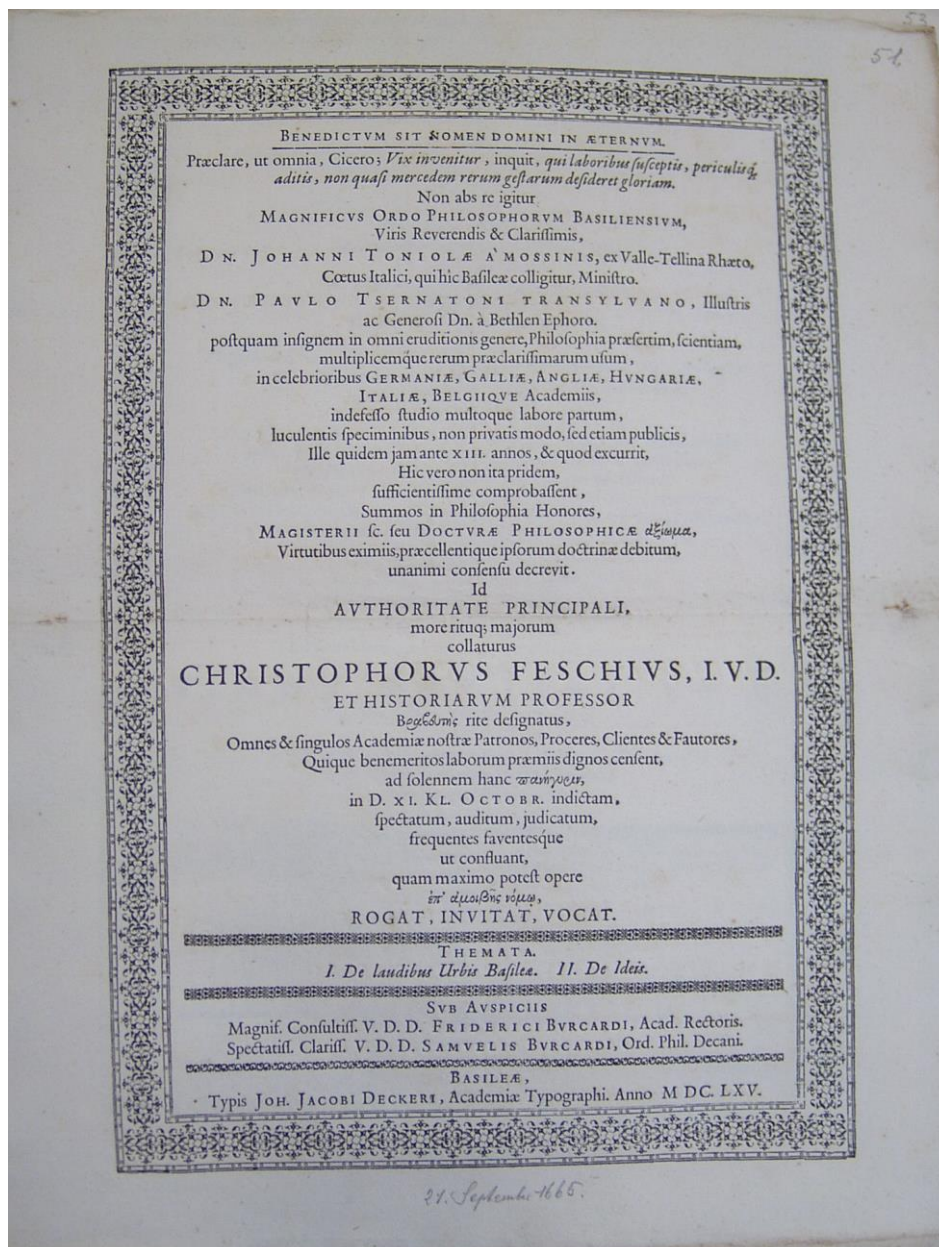 53
51
BENEDICTVM SIT NOMEN DOMINI IN ÆTERNVM.
Præclare, ut omnia, Cicero; Vix invenitur, inquit, qui laboribus ſuſceptis, periculisq́;
aditis, non quaſi mercedem rerum geſtarum deſideret gloriam.
Non abs re igitur
MAGNIFICVS ORDO PHILOSOPHORVM BASILIENSIVM,
Viris Reverendis & Clariſſimis,
DN. JOHANNI TONIOLÆ A' MOSSINIS, ex Valle-Tellina Rhæto,
Cœtus Italici, qui hîc Baſileæ colligitur, Miniſtro.
DN. PAVLO TSERNATONI TRANSYLVANO, Illuſtris
ac Generoſi Dn. à Bethlen Ephoro.
poſtquam inſignem in omni eruditionis genere, Philoſophia præſertim, ſcientiam,
multiplicemque rerum præclariſſimarum uſum,
in celebrioribus GERMANIÆ, GALLIÆ, ANGLIÆ, HVNGARIÆ,
ITALIÆ, BELGIIQVE Academiis,
indefeſſo ſtudio multoque labore partum,
luculentis ſpeciminibus, non privatis modo, ſed etiam publicis,
Ille quidem jam ante XIII. annos, & quod excurrit,
Hic vero non ita pridem,
ſufficientiſſime comprobaſſent,
Summos in Philoſophia Honores,
MAGISTERII ſc. ſeu DOCTVRÆ PHILOSOPHICÆ ἀξίωμα,
Virtutibus eximiis, præcellentique ipſorum doctrinæ debitum,
unanimi conſenſu decrevit.
Id
AVTHORITATE PRINCIPALI,
more rituq; majorum
collaturus
CHRISTOPHORVS FESCHIVS, I.V.D.
ET HISTORIARVM PROFESSOR
Βραβευτὴς rite deſignatus,
Omnes & ſingulos Academiæ noſtræ Patronos, Proceres, Clientes & Fautores,
Quique benemeritos laborum præmiis dignos cenſent,
ad ſolennem hanc πανήγυριν,
in D. XI. KL. OCTOBR. indictam,
ſpectatum, auditum, judicatum,
frequentes faventesque
ut confluant,
quam maximo poteſt opere
ἐπ' ἀμοιβῆς νόμῳ,
ROGAT, INVITAT, VOCAT.
THEMATA.
I. De laudibus Urbis Baſileæ. II. De Ideis.
SVB AVSPICIIS
Magnif. Conſultiſſ. V. D. D. FRIDERICI BVRCARDI, Acad. Rectoris.
Spectatiſſ. Clariſſ. V. D. D. SAMVELIS BVRCARDI, Ord. Phil. Decani.
BASILEÆ,
Typis JOH. JACOBI DECKERI, Academiæ Typographi. Anno M DC. LXV.
21. Septembr 1665.